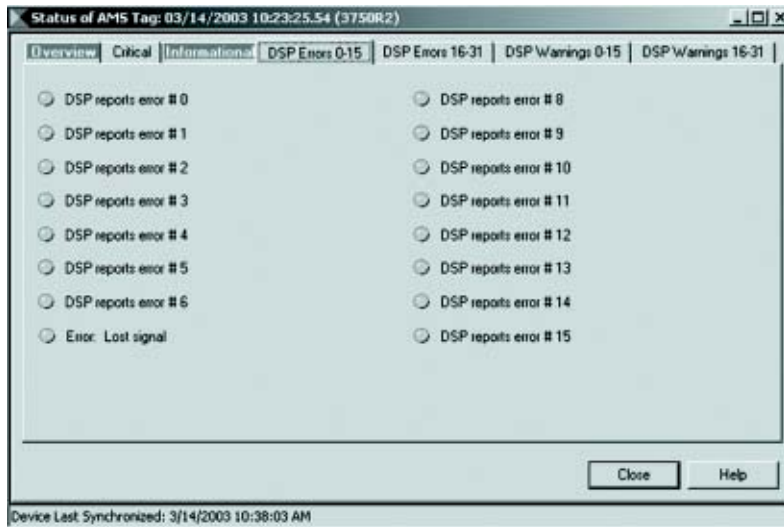 Status of AMS Tag: 03/14/2003 10:23:25.54 (3750R2)
Overview Critical Informational DSP Errors 0-15 DSP Errors 16-31 DSP Warnings 0-15 DSP Warnings 16-31
DSP reports error # 0
DSP reports error # 1
DSP reports error # 2
DSP reports error # 3
DSP reports error # 4
DSP reports error # 5
DSP reports error # 6
Error: Lost signal
DSP reports error # 8
DSP reports error # 9
DSP reports error # 10
DSP reports error # 11
DSP reports error # 12
DSP reports error # 13
DSP reports error # 14
DSP reports error # 15
Close Help
Device Last Synchronized: 3/14/2003 10:38:03 AM